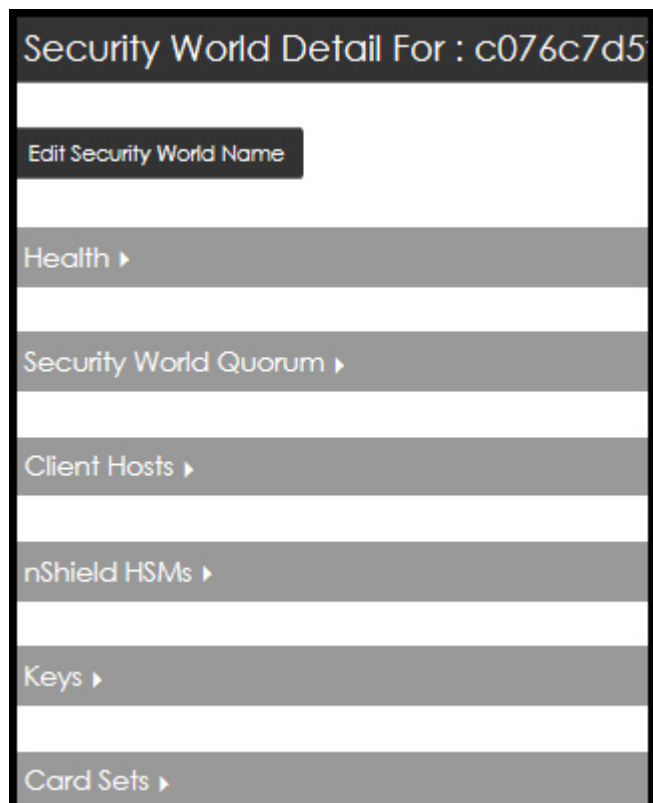 Security World Detail For : c076c7d5
Edit Security World Name
Health
Security World Quorum
Client Hosts
nShield HSMs
Keys
Card Sets